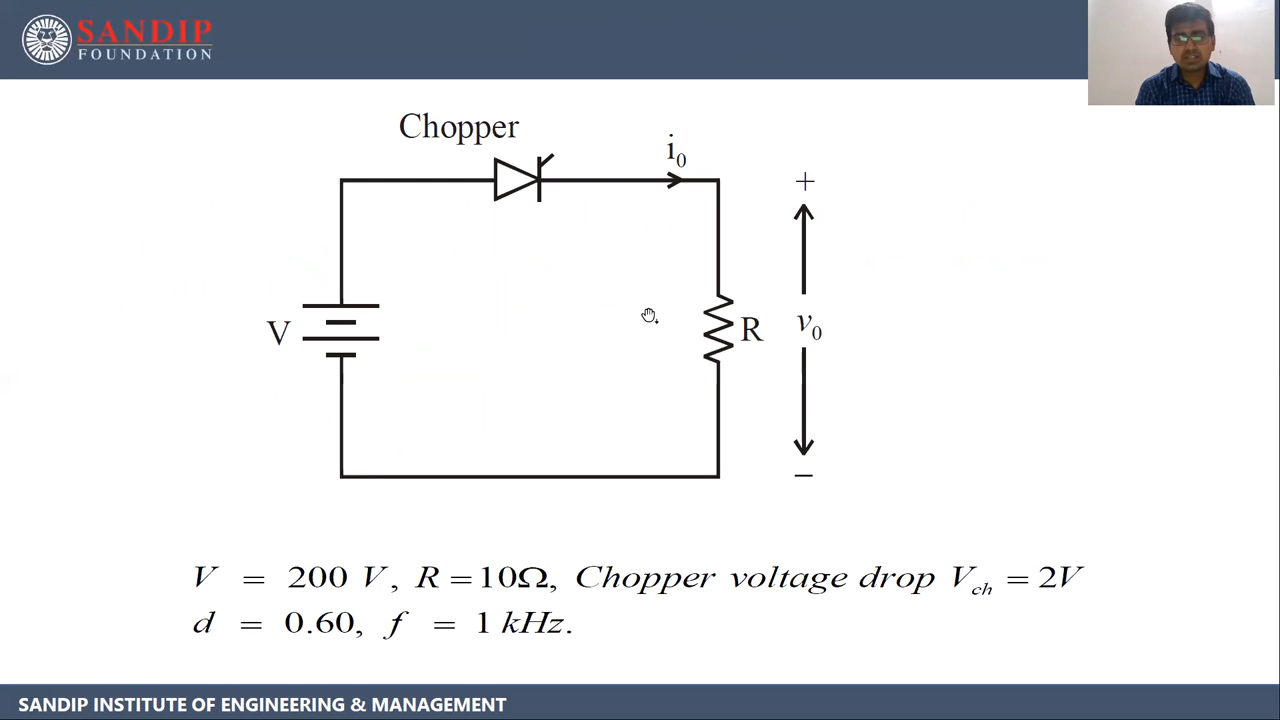 SANDIP
FOUNDATION
Chopper
i0
+
V
R
v0
−
V = 200 V, R = 10Ω, Chopper voltage drop Vch = 2V
d = 0.60, f = 1 kHz.
SANDIP INSTITUTE OF ENGINEERING & MANAGEMENT